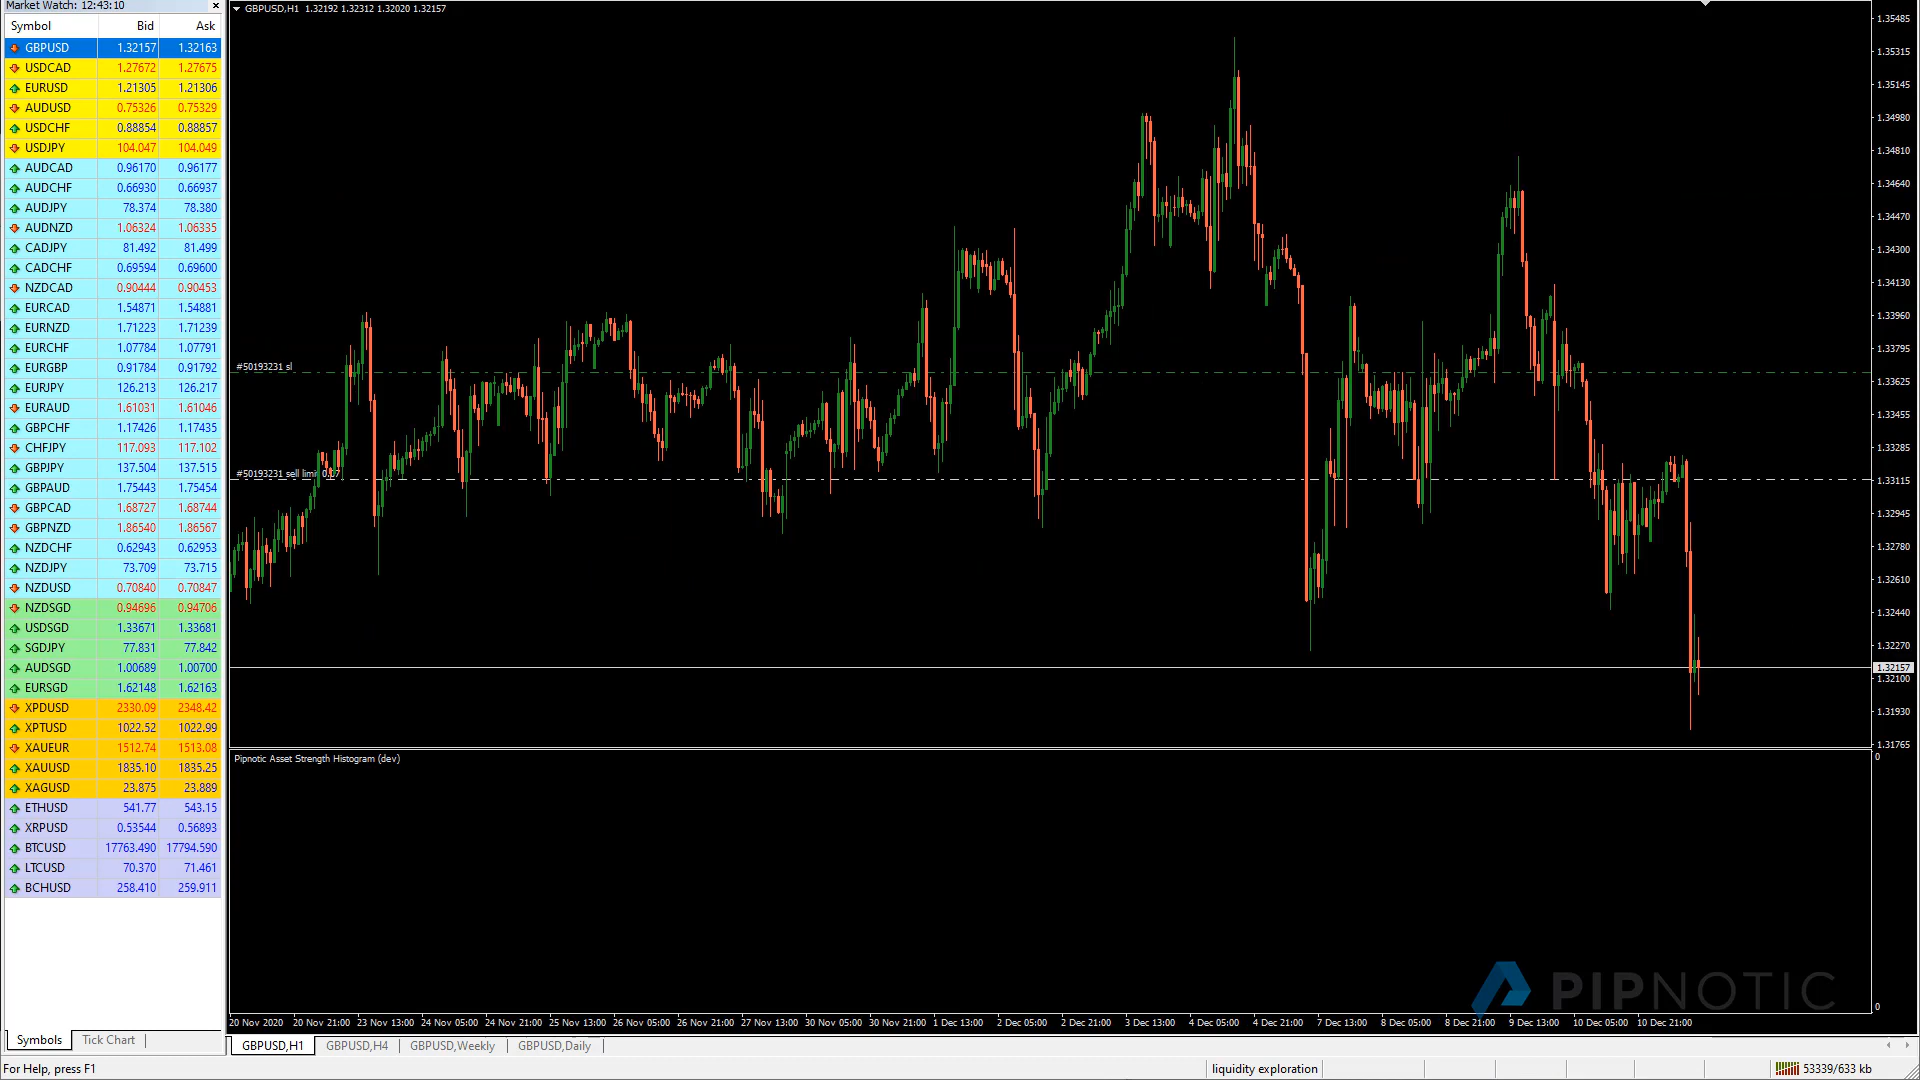 Market Watch: 12:43:10
Symbol Bid Ask
GBPUSD 1.32157 1.32163
USDCAD 1.27672 1.27675
EURUSD 1.21305 1.21306
AUDUSD 0.75326 0.75329
USDCHF 0.88854 0.88857
USDJPY 104.047 104.049
AUDCAD 0.96170 0.96177
AUDCHF 0.66930 0.66937
AUDJPY 78.374 78.380
AUDNZD 1.06324 1.06335
CADJPY 81.492 81.499
CADCHF 0.69594 0.69600
NZDCAD 0.90444 0.90453
EURCAD 1.54871 1.54881
EURNZD 1.71223 1.71239
EURCHF 1.07784 1.07791
EURGBP 0.91784 0.91792
EURJPY 126.213 126.217
EURAUD 1.61031 1.61046
GBPCHF 1.17426 1.17435
CHFJPY 117.093 117.102
GBPJPY 137.504 137.515
GBPAUD 1.75443 1.75454
GBPCAD 1.68727 1.68744
GBPNZD 1.86540 1.86567
NZDCHF 0.62943 0.62953
NZDJPY 73.709 73.715
NZDUSD 0.70840 0.70847
NZDSGD 0.94696 0.94706
USDSGD 1.33671 1.33681
SGDJPY 77.831 77.842
AUDSGD 1.00689 1.00700
EURSGD 1.62148 1.62163
XPDUSD 2330.09 2348.42
XPTUSD 1022.52 1022.99
XAUEUR 1512.74 1513.08
XAUUSD 1835.10 1835.25
XAGUSD 23.875 23.889
ETHUSD 541.77 543.15
XRPUSD 0.53544 0.56893
BTCUSD 17763.490 17794.590
LTCUSD 70.370 71.461
BCHUSD 258.410 259.911
Symbols Tick Chart
GBPUSD,H1 1.32192 1.32312 1.32020 1.32157
#50193231 sl
#50193231 sell limit 0.07
1.35485
1.35315
1.35145
1.34980
1.34810
1.34640
1.34470
1.34300
1.34130
1.33960
1.33795
1.33625
1.33455
1.33285
1.33115
1.32945
1.32780
1.32610
1.32440
1.32270
1.32157
1.32100
1.31930
1.31765
Pipnotic Asset Strength Histogram (dev)
0
0
PIPNOTIC
20 Nov 2020 20 Nov 21:00 23 Nov 13:00 24 Nov 05:00 24 Nov 21:00 25 Nov 13:00 26 Nov 05:00 26 Nov 21:00 27 Nov 13:00 30 Nov 05:00 30 Nov 21:00 1 Dec 13:00 2 Dec 05:00 2 Dec 21:00 3 Dec 13:00 4 Dec 05:00 4 Dec 21:00 7 Dec 13:00 8 Dec 05:00 8 Dec 21:00 9 Dec 13:00 10 Dec 05:00 10 Dec 21:00
GBPUSD,H1 GBPUSD,H4 GBPUSD,Weekly GBPUSD,Daily
For Help, press F1
liquidity exploration
53339/633 kb